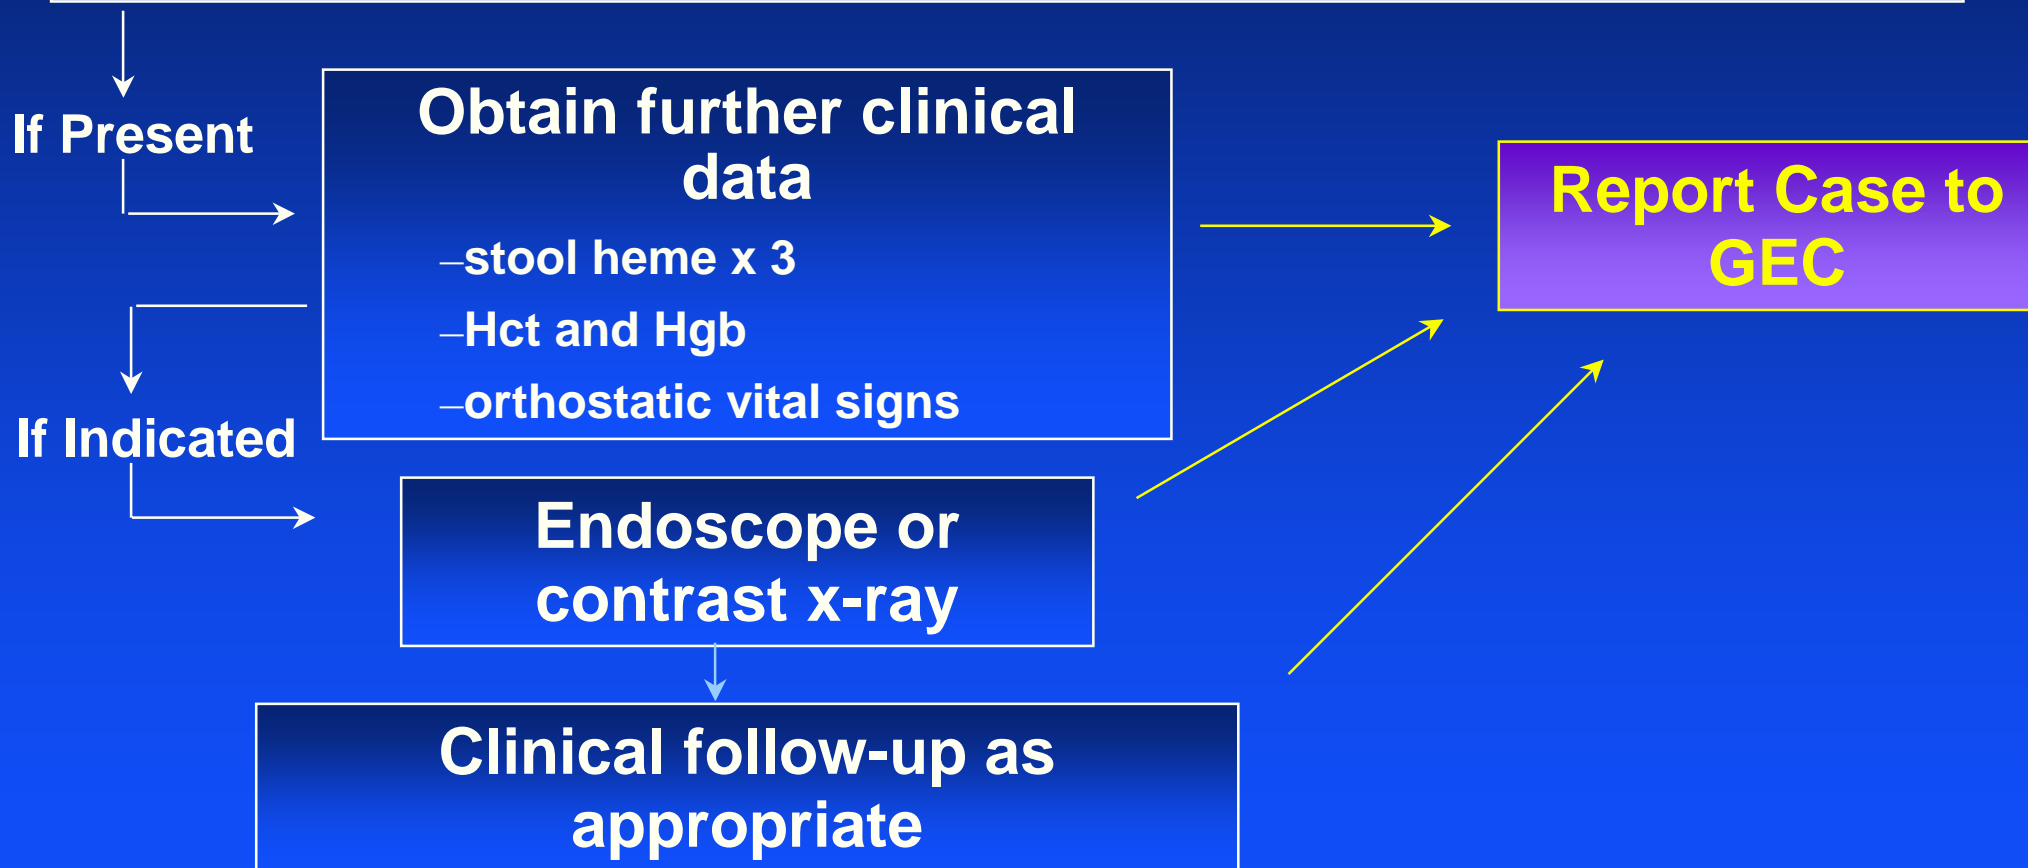 If Present
Obtain further clinical
data
–stool heme x 3
–Hct and Hgb
–orthostatic vital signs
Report Case to
GEC
If Indicated
Endoscope or
contrast x-ray
Clinical follow-up as
appropriate